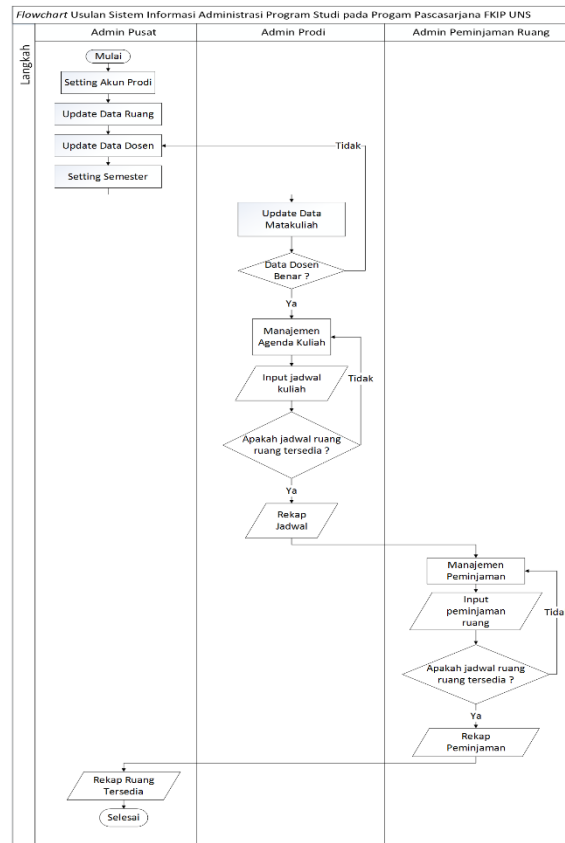 Flowchart Usulan Sistem Informasi Administrasi Program Studi pada Progam Pascasarjana FKIP UNS
Admin Pusat
Admin Prodi
Admin Peminjaman Ruang
Langkah
Mulai
Setting Akun Prodi
Update Data Ruang
Update Data Dosen
Tidak
Setting Semester
Update Data
Matakuliah
Data Dosen
Benar ?
Ya
Manajemen
Agenda Kuliah
Input jadwal
kuliah
Tidak
Apakah jadwal ruang
ruang tersedia ?
Ya
Rekap
Jadwal
Manajemen
Peminjaman
Input
peminjaman
ruang
Tida
Apakah jadwal ruang
ruang tersedia ?
Ya
Rekap
Peminjaman
Rekap Ruang
Tersedia
Selesai